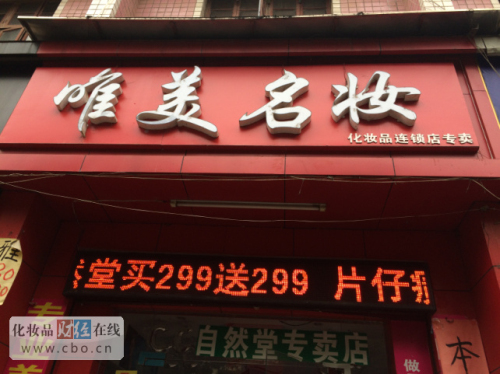 唯美名妆
化妆品连锁店专卖
堂买299送299 片仔
自然堂专卖店
化妆品财经在线
www.cbo.cn
本
做